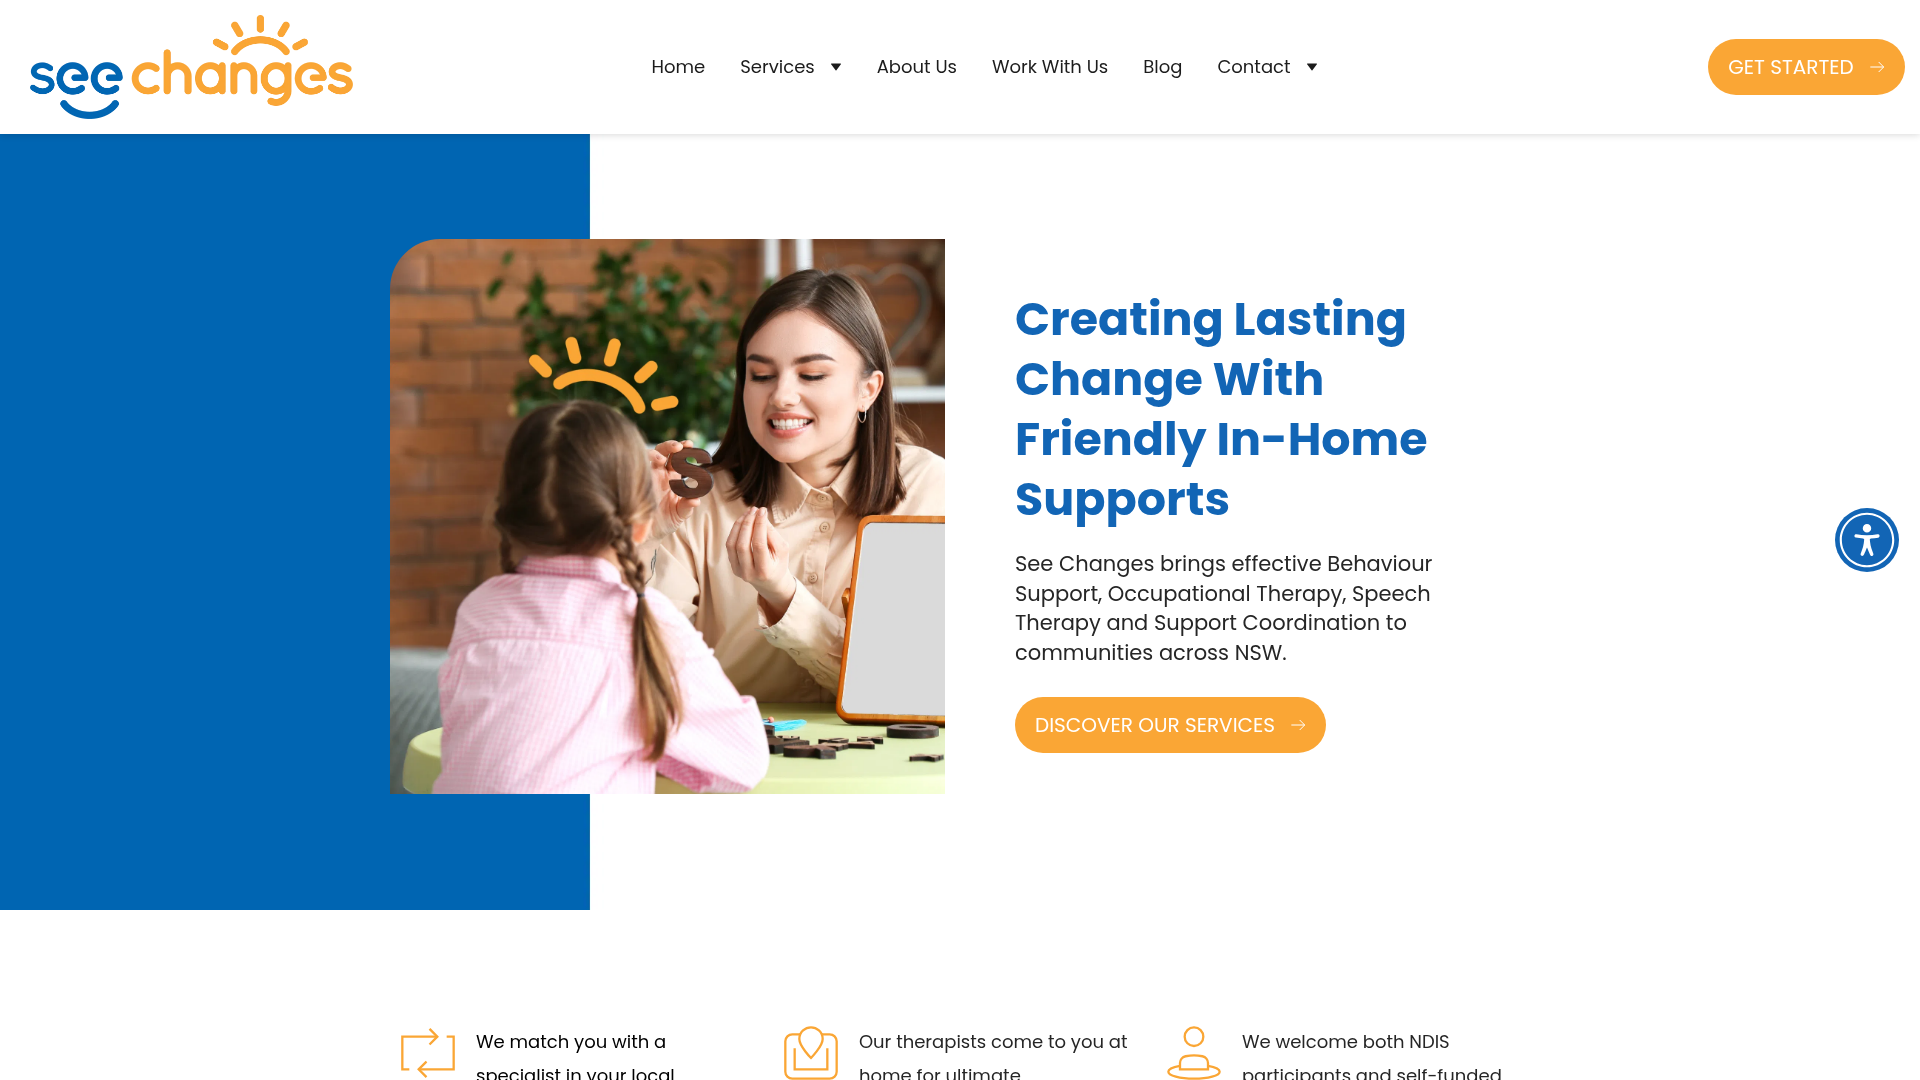 see changes
Home
Services
About Us
Work With Us
Blog
Contact
GET STARTED
S
Creating Lasting
Change With
Friendly In-Home
Supports
See Changes brings effective Behaviour
Support, Occupational Therapy, Speech
Therapy and Support Coordination to
communities across NSW.
DISCOVER OUR SERVICES
We match you with a
specialist in your local
Our therapists come to you at
home for ultimate
We welcome both NDIS
participants and self-funded